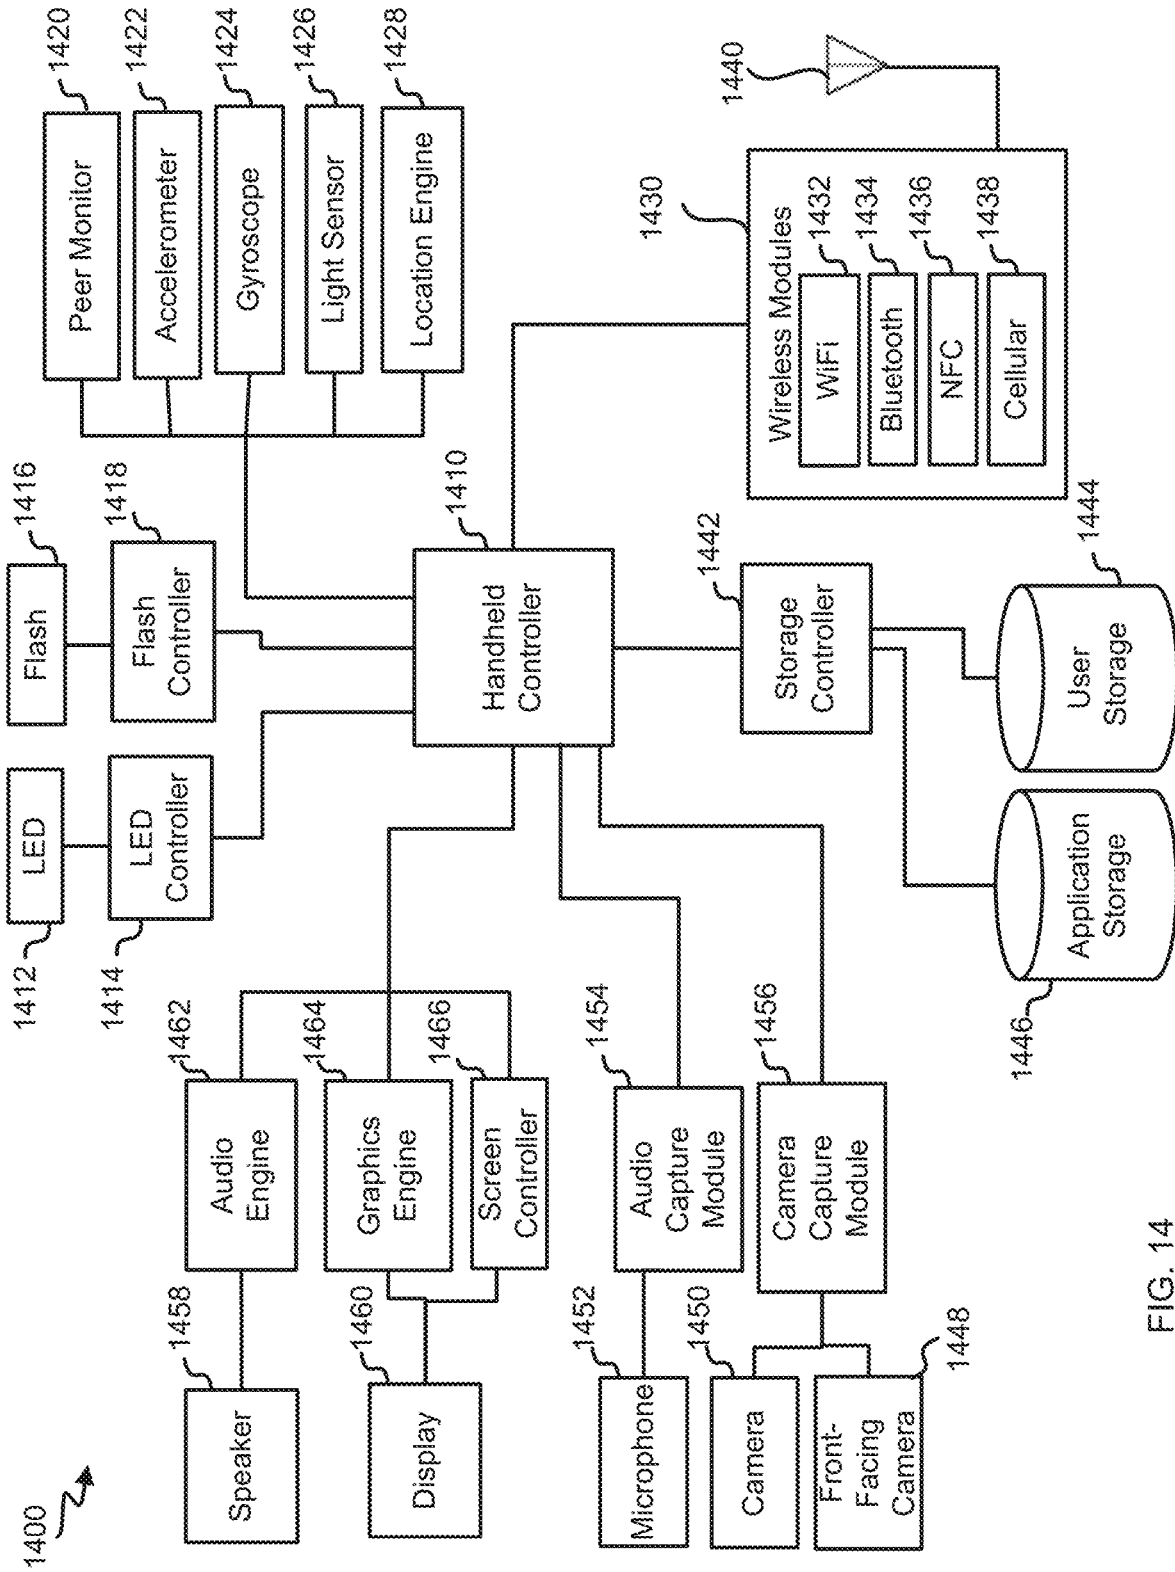 1400
Speaker
1458
Display
1460
Microphone
1452
Camera
1450
Front-
Facing
Camera
1448
Audio
Engine
1462
Graphics
Engine
1464
Screen
Controller
1466
Audio
Capture
Module
1454
Camera
Capture
Module
1456
LED
1412
LED
Controller
1414
Flash
1416
Flash
Controller
1418
Handheld
Controller
1410
Storage
Controller
1442
Application
Storage
1446
User
Storage
1444
Peer Monitor
1420
Accelerometer
1422
Gyroscope
1424
Light Sensor
1426
Location Engine
1428
Wireless Modules
1430
WiFi
1432
Bluetooth
1434
NFC
1436
Cellular
1438
1440
FIG. 14